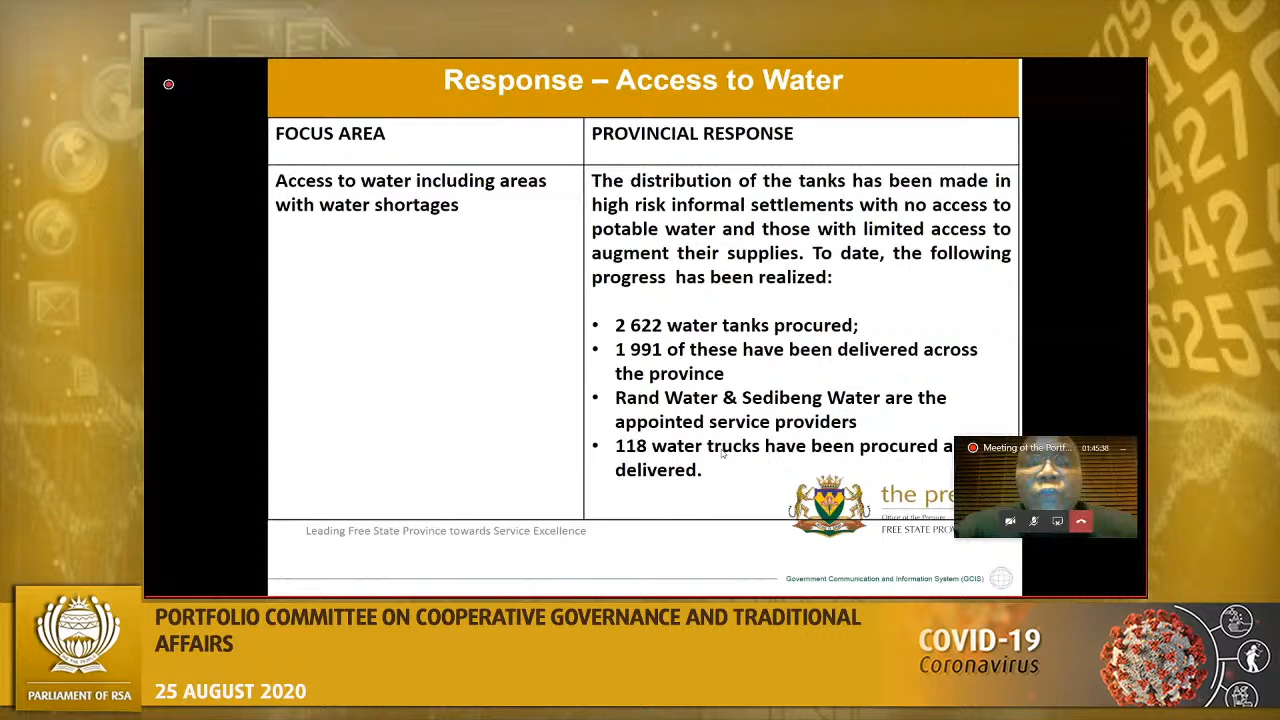 Response – Access to Water
FOCUS AREA
PROVINCIAL RESPONSE
Access to water including areas
with water shortages
The distribution of the tanks has been made in
high risk informal settlements with no access to
potable water and those with limited access to
augment their supplies. To date, the following
progress has been realized:
• 2 622 water tanks procured;
• 1 991 of these have been delivered across
the province
• Rand Water & Sedibeng Water are the
appointed service providers
• 118 water trucks have been procured a
delivered.
Meeting of the Portf...
01:45:38
the pre
Office of the Premier
FREE STATE PROV
Leading Free State Province towards Service Excellence
Government Communication and Information System (GCIS)
PORTFOLIO COMMITTEE ON COOPERATIVE GOVERNANCE AND TRADITIONAL
AFFAIRS
25 AUGUST 2020
PARLIAMENT OF RSA
COVID-19
Coronavirus